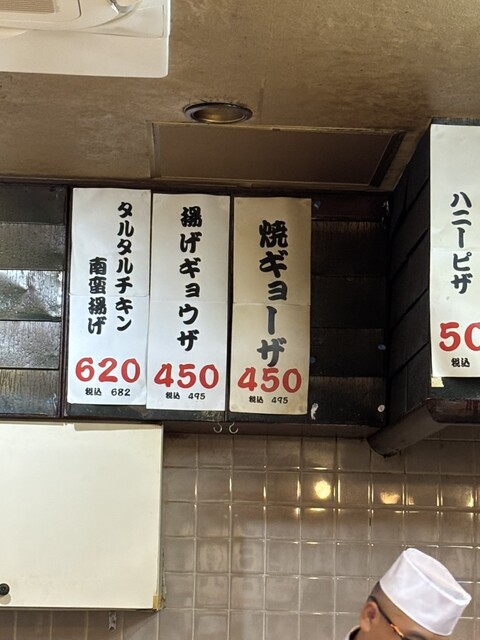 タルタルチキン
南蛮揚げ
620
税込 682
揚げギョウザ
450
税込 495
焼ギョーザ
450
税込 495
ハニーピザ
50
税込